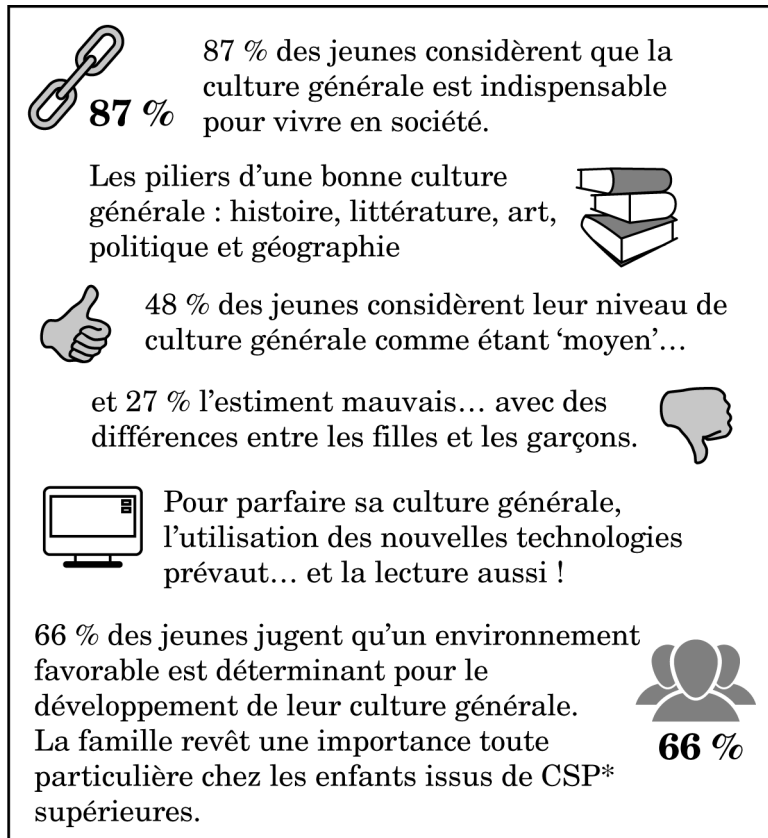 87 % des jeunes considèrent que la
culture générale est indispensable
pour vivre en société.
87 %
Les piliers d’une bonne culture
générale : histoire, littérature, art,
politique et géographie
48 % des jeunes considèrent leur niveau de
culture générale comme étant ‘moyen’…
et 27 % l’estiment mauvais… avec des
différences entre les filles et les garçons.
Pour parfaire sa culture générale,
l’utilisation des nouvelles technologies
prévaut… et la lecture aussi !
66 % des jeunes jugent qu’un environnement
favorable est déterminant pour le
développement de leur culture générale.
La famille revêt une importance toute
particulière chez les enfants issus de CSP*
supérieures.
66 %